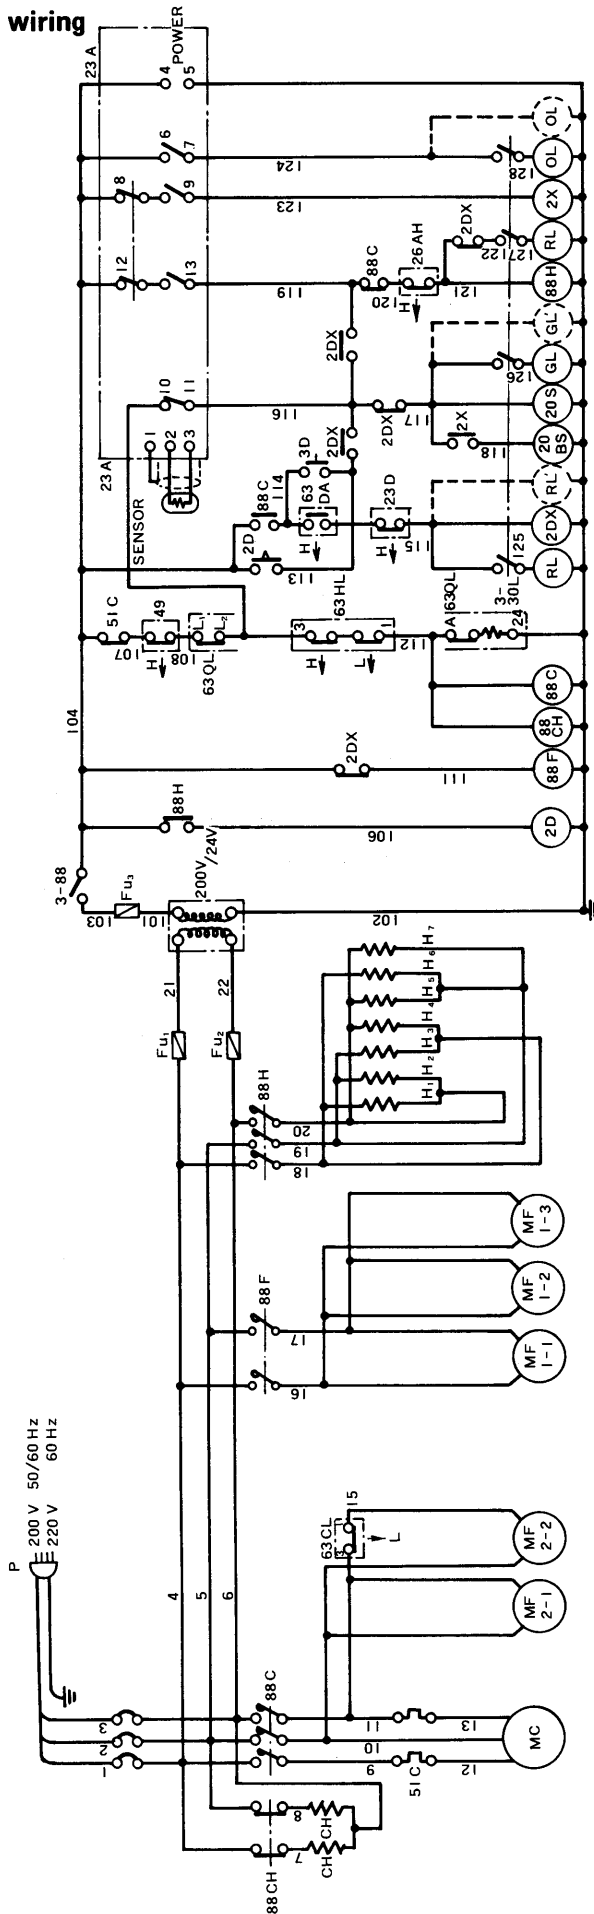 wiring
23 A
POWER
4
5
6
7
124
128
OL
OL
8
9
123
2X
12
13
119
88C
120
26AH
H
121
2DX
122
127
RL
88H
2DX
GL
GL
126
10
11
116
2DX
117
20S
2X
118
20
BS
1
2
3
23 A
SENSOR
2DX
3D
114
63
DA
H
88C
2D
113
23D
H
115
RL
2DX
125
RL
51C
107
49
H
108
L₁
L₂
63QL
63HL
3
1
H
L
112
A
63QL
24
3-30L
88C
88
CH
104
2DX
111
88F
88H
106
2D
3-88
103
Fu₃
101
200V
/24V
102
21
22
Fu₁
Fu₂
88H
20
19
18
H₁
H₂
H₃
H₄
H₅
H₆
H₇
88F
17
16
MF
1-3
MF
1-2
MF
1-1
P
200 V 50/60 Hz
220 V 60 Hz
4
5
6
63CL
3
1
15
L
MF
2-2
MF
2-1
3
2
1
88C
11
10
9
51C
13
12
MC
88CH
8
7
CH
CH